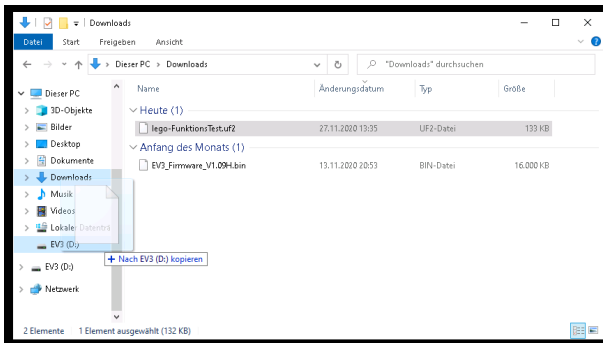 Downloads
Datei Start Freigeben Ansicht
Dieser PC > Downloads "Downloads" durchsuchen
Name Änderungsdatum Typ Größe
Dieser PC
3D-Objekte
Bilder
Desktop
Dokumente
Downloads
Musik
Videos
Lokaler Datenträ
EV3 (D:)
EV3 (D:)
Netzwerk
Heute (1)
lego-FunktionsTest.uf2 27.11.2020 13:35 UF2-Datei 133 KB
Anfang des Monats (1)
EV3_Firmware_V1.09H.bin 13.11.2020 20:53 BIN-Datei 16.000 KB
+ Nach EV3 (D:) kopieren
2 Elemente 1 Element ausgewählt (132 KB)